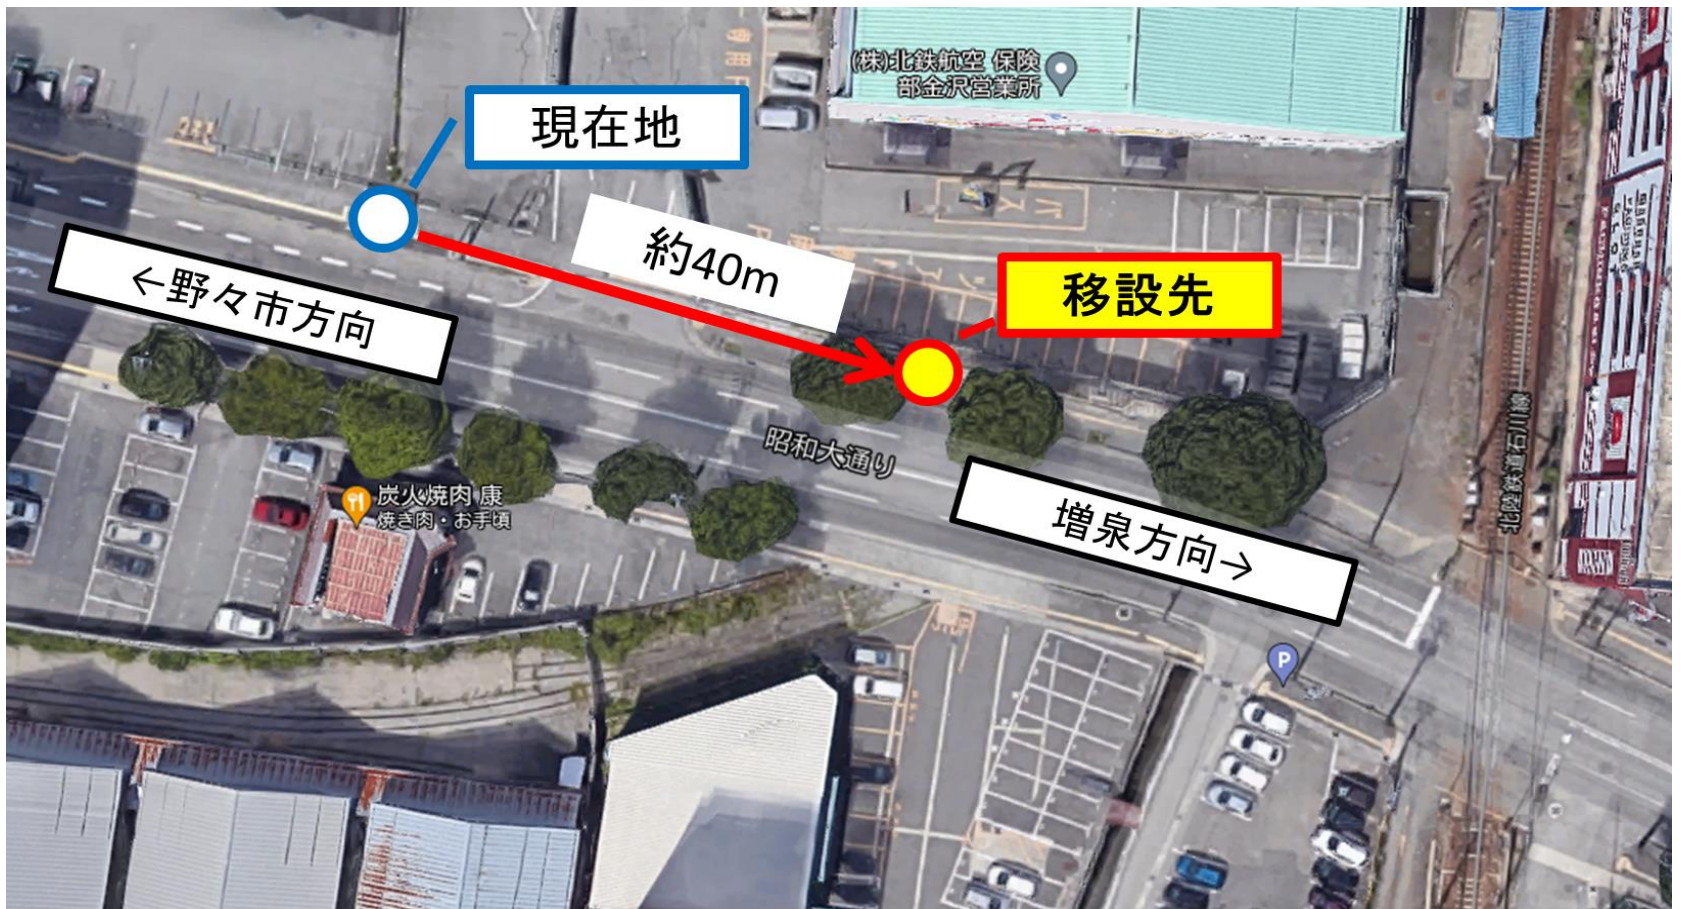 (株)北鉄航空 保険
部金沢営業所
現在地
約40m
移設先
←野々市方向
昭和大通り
炭火焼肉 康
焼き肉・お手頃
増泉方向→
北陸鉄道石川線
P
バス